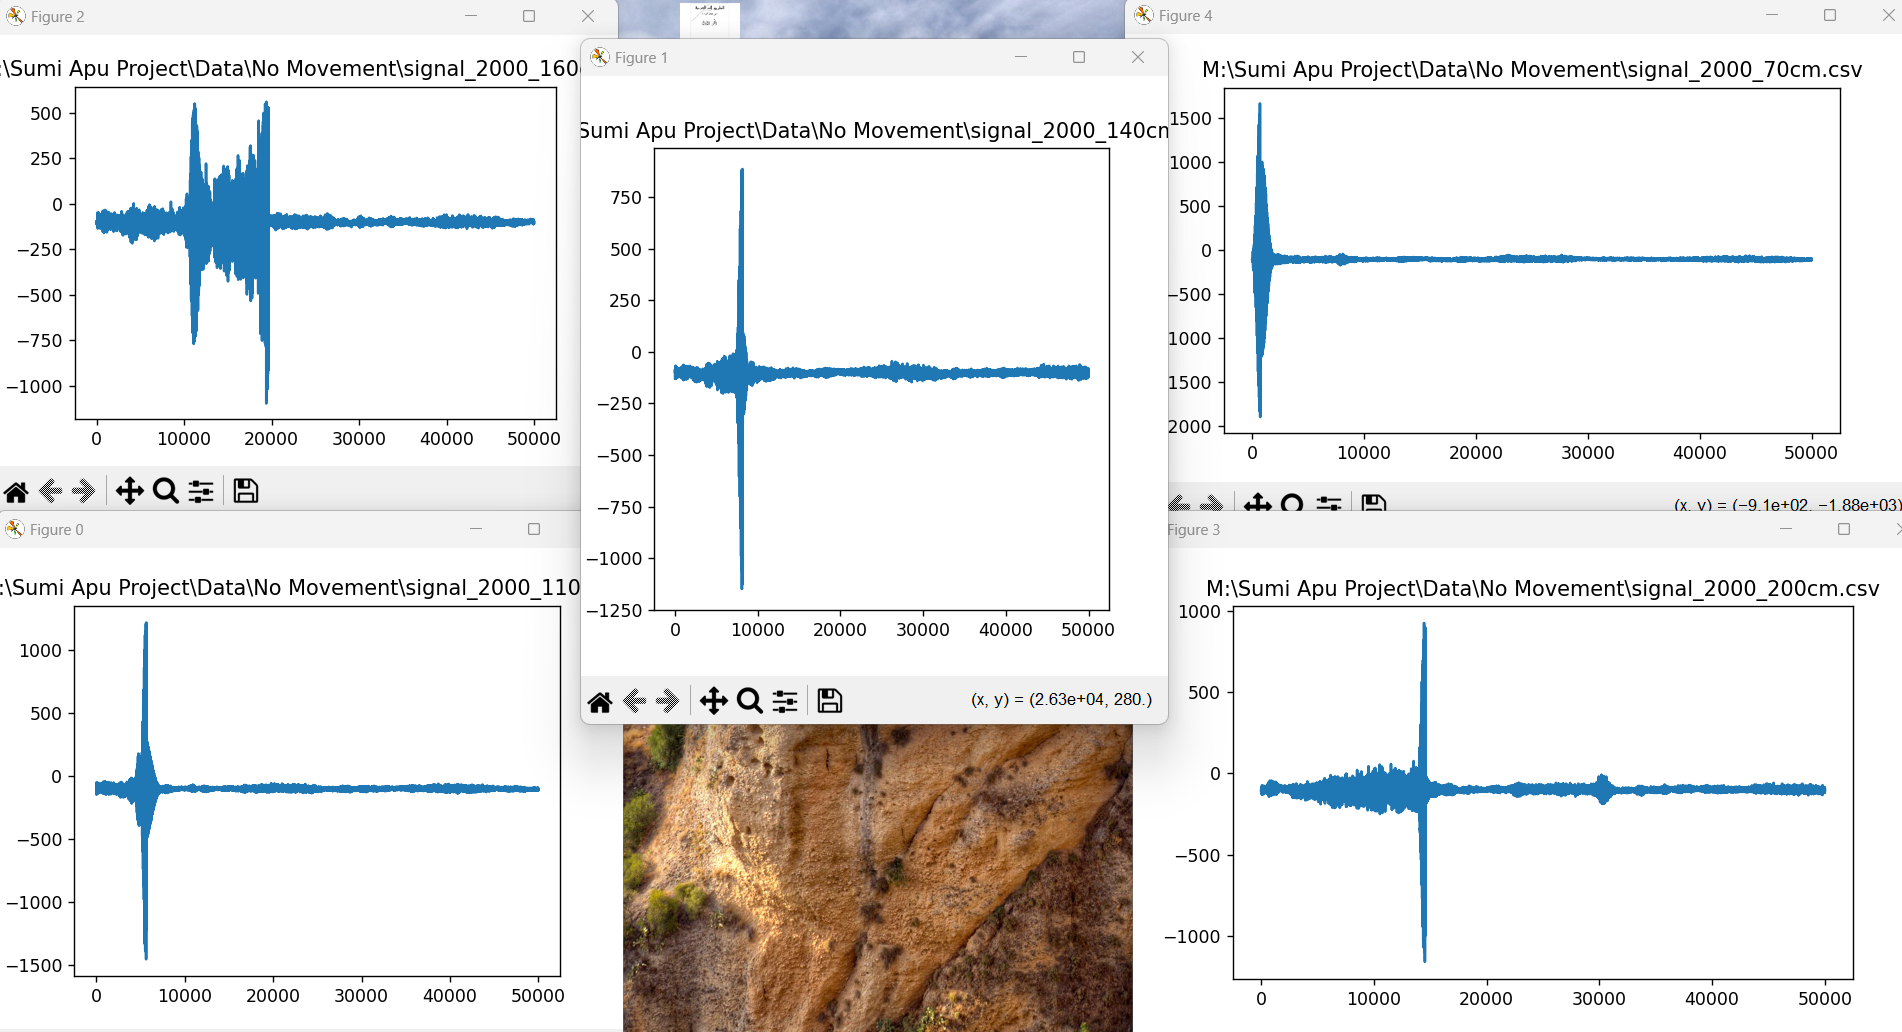 Figure 2
:\Sumi Apu Project\Data\No Movement\signal_2000_160
500
250
0
−250
−500
−750
−1000
0 10000 20000 30000 40000 50000
Figure 1
Sumi Apu Project\Data\No Movement\signal_2000_140cm
750
500
250
0
−250
−500
−750
−1000
−1250
0 10000 20000 30000 40000 50000
(x, y) = (2.63e+04, 280.)
Figure 4
M:\Sumi Apu Project\Data\No Movement\signal_2000_70cm.csv
1500
1000
500
0
−500
1000
1500
2000
0 10000 20000 30000 40000 50000
(x, y) = (−9.1e+02, −1.88e+03)
Figure 0
:\Sumi Apu Project\Data\No Movement\signal_2000_110
1000
500
0
−500
−1000
−1500
0 10000 20000 30000 40000 50000
Figure 3
M:\Sumi Apu Project\Data\No Movement\signal_2000_200cm.csv
1000
500
0
−500
−1000
0 10000 20000 30000 40000 50000